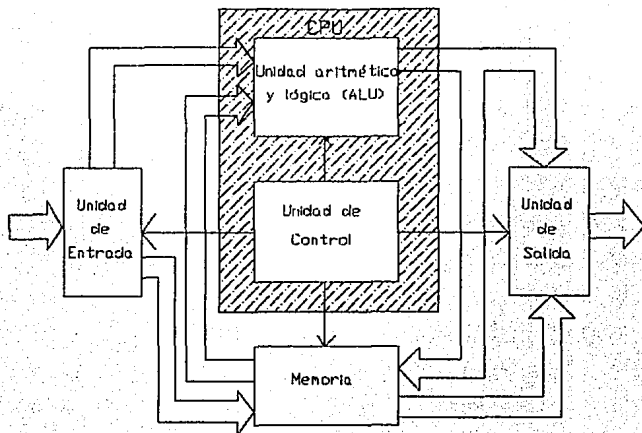 CPU
Unidad aritmético
y lógica (ALU)
Unidad
de
Entrada
Unidad de
Control
Unidad
de
Salida
Memoria